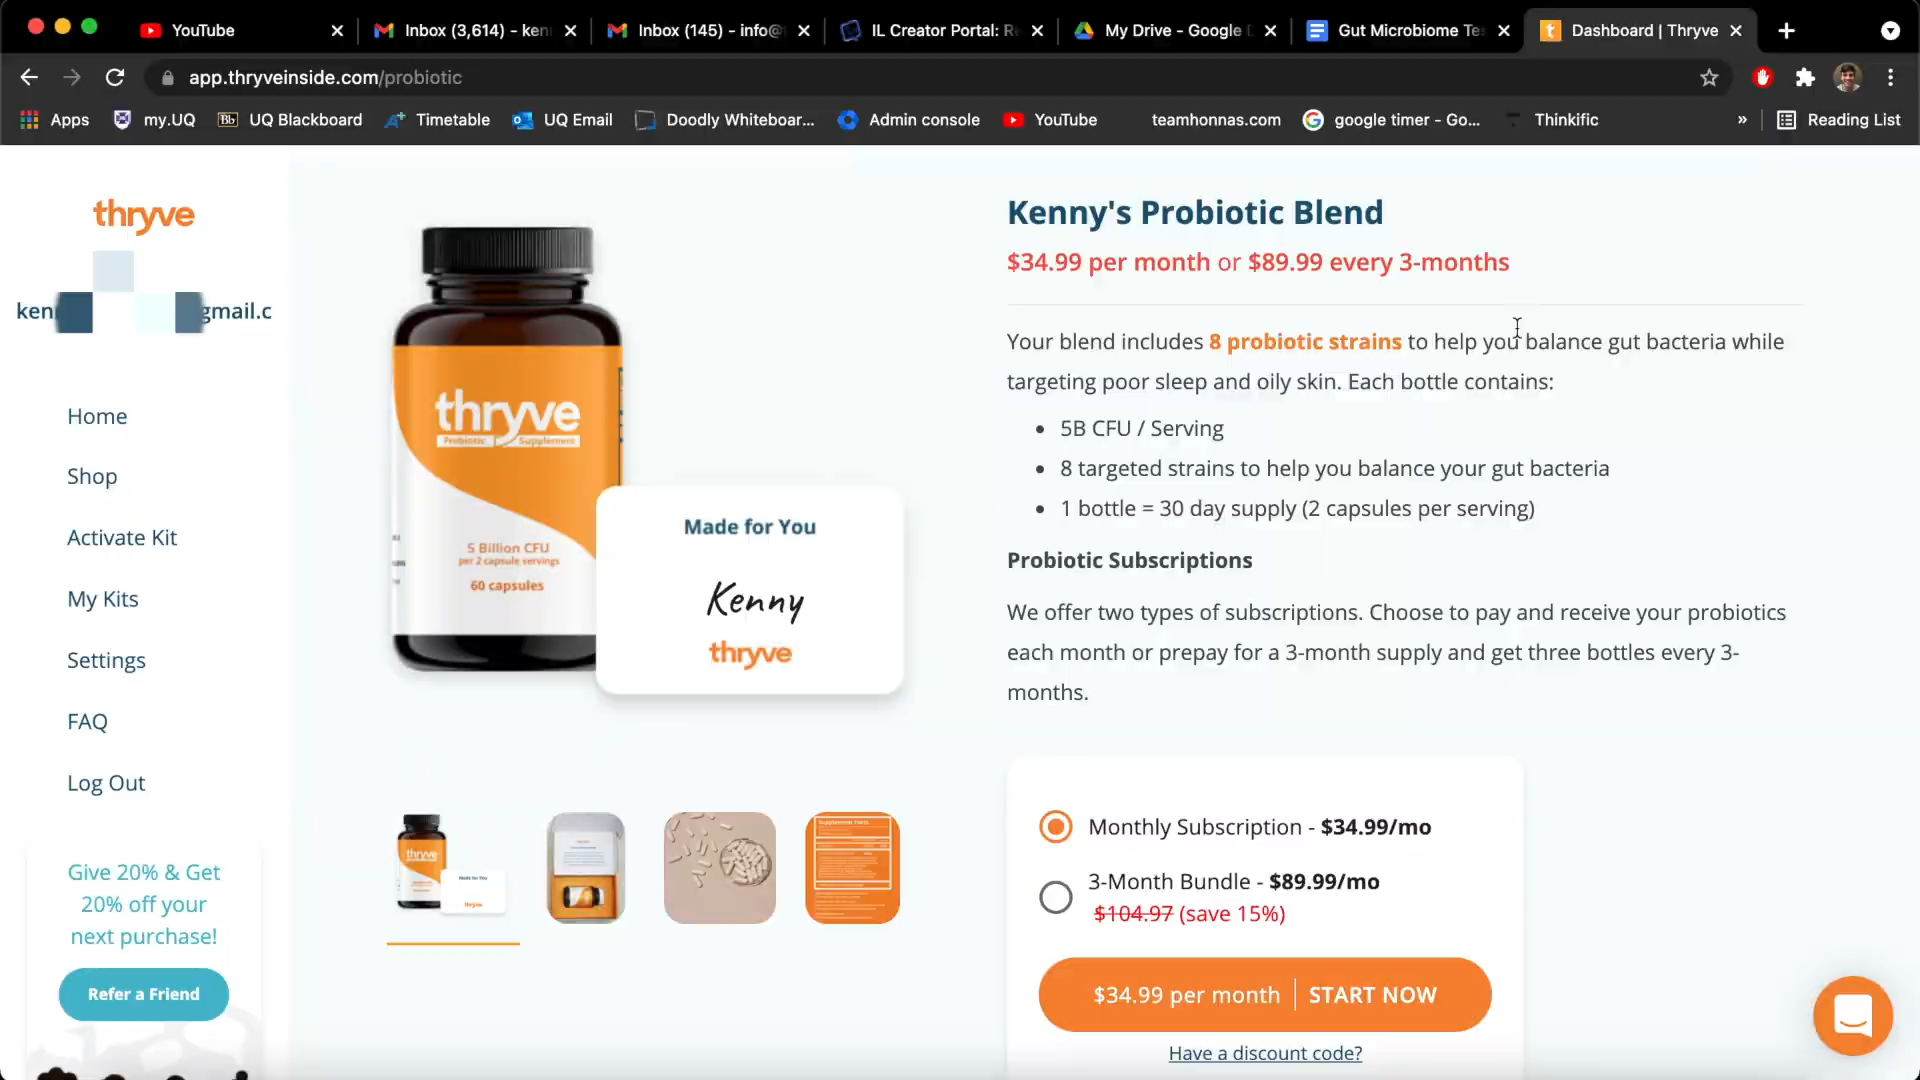 YouTube
Inbox (3,614) - ken
Inbox (145) - info@
IL Creator Portal: R
My Drive - Google D
Gut Microbiome Tes
Dashboard | Thryve
app.thryveinside.com/probiotic
Apps
my.UQ
UQ Blackboard
Timetable
UQ Email
Doodly Whiteboar...
Admin console
YouTube
teamhonnas.com
google timer - Go...
Thinkific
»
Reading List
thryve
ken gmail.c
Home
Shop
Activate Kit
My Kits
Settings
FAQ
Log Out
Give 20% & Get
20% off your
next purchase!
Refer a Friend
thryve
Probiotic Supplement
5 Billion CFU
per 2 capsule servings
60 capsules
Made for You
Kenny
thryve
Kenny's Probiotic Blend
$34.99 per month or $89.99 every 3-months
Your blend includes 8 probiotic strains to help you balance gut bacteria while
targeting poor sleep and oily skin. Each bottle contains:
• 5B CFU / Serving
• 8 targeted strains to help you balance your gut bacteria
• 1 bottle = 30 day supply (2 capsules per serving)
Probiotic Subscriptions
We offer two types of subscriptions. Choose to pay and receive your probiotics
each month or prepay for a 3-month supply and get three bottles every 3-
months.
Monthly Subscription - $34.99/mo
3-Month Bundle - $89.99/mo
$104.97 (save 15%)
$34.99 per month | START NOW
Have a discount code?